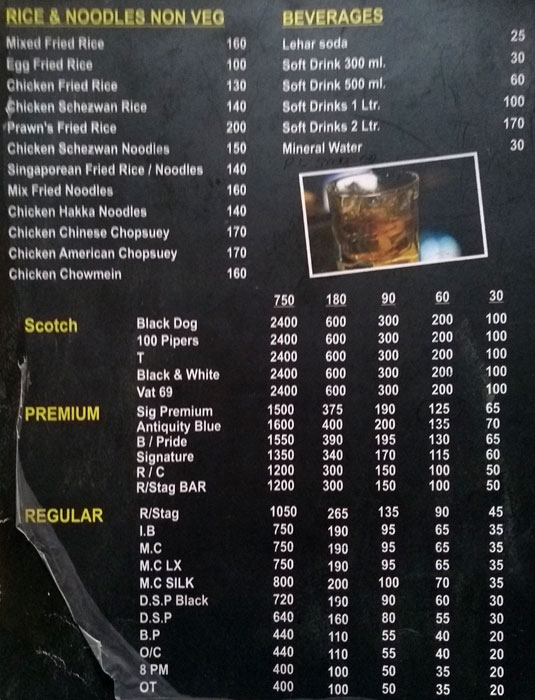 RICE & NOODLES NON VEG
Mixed Fried Rice 160
Egg Fried Rice 100
Chicken Fried Rice 130
Chicken Schezwan Rice 140
Prawn's Fried Rice 200
Chicken Schezwan Noodles 150
Singaporean Fried Rice / Noodles 140
Mix Fried Noodles 160
Chicken Hakka Noodles 140
Chicken Chinese Chopsuey 170
Chicken American Chopsuey 170
Chicken Chowmein 160
BEVERAGES
Lehar soda 25
Soft Drink 300 ml. 30
Soft Drink 500 ml. 60
Soft Drinks 1 Ltr. 100
Soft Drinks 2 Ltr. 170
Mineral Water 30
750 180 90 60 30
Scotch Black Dog 2400 600 300 200 100
100 Pipers 2400 600 300 200 100
T 2400 600 300 200 100
Black & White 2400 600 300 200 100
Vat 69 2400 600 300 200 100
PREMIUM Sig Premium 1500 375 190 125 65
Antiquity Blue 1600 400 200 135 70
B / Pride 1550 390 195 130 65
Signature 1350 340 170 115 60
R / C 1200 300 150 100 50
R/Stag BAR 1200 300 150 100 50
REGULAR R/Stag 1050 265 135 90 45
I.B 750 190 95 65 35
M.C 750 190 95 65 35
M.C LX 750 190 95 65 35
M.C SILK 800 200 100 70 35
D.S.P Black 720 190 90 60 30
D.S.P 640 160 80 55 30
B.P 440 110 55 40 20
O/C 440 110 55 40 20
8 PM 400 100 50 35 20
OT 400 100 50 35 20